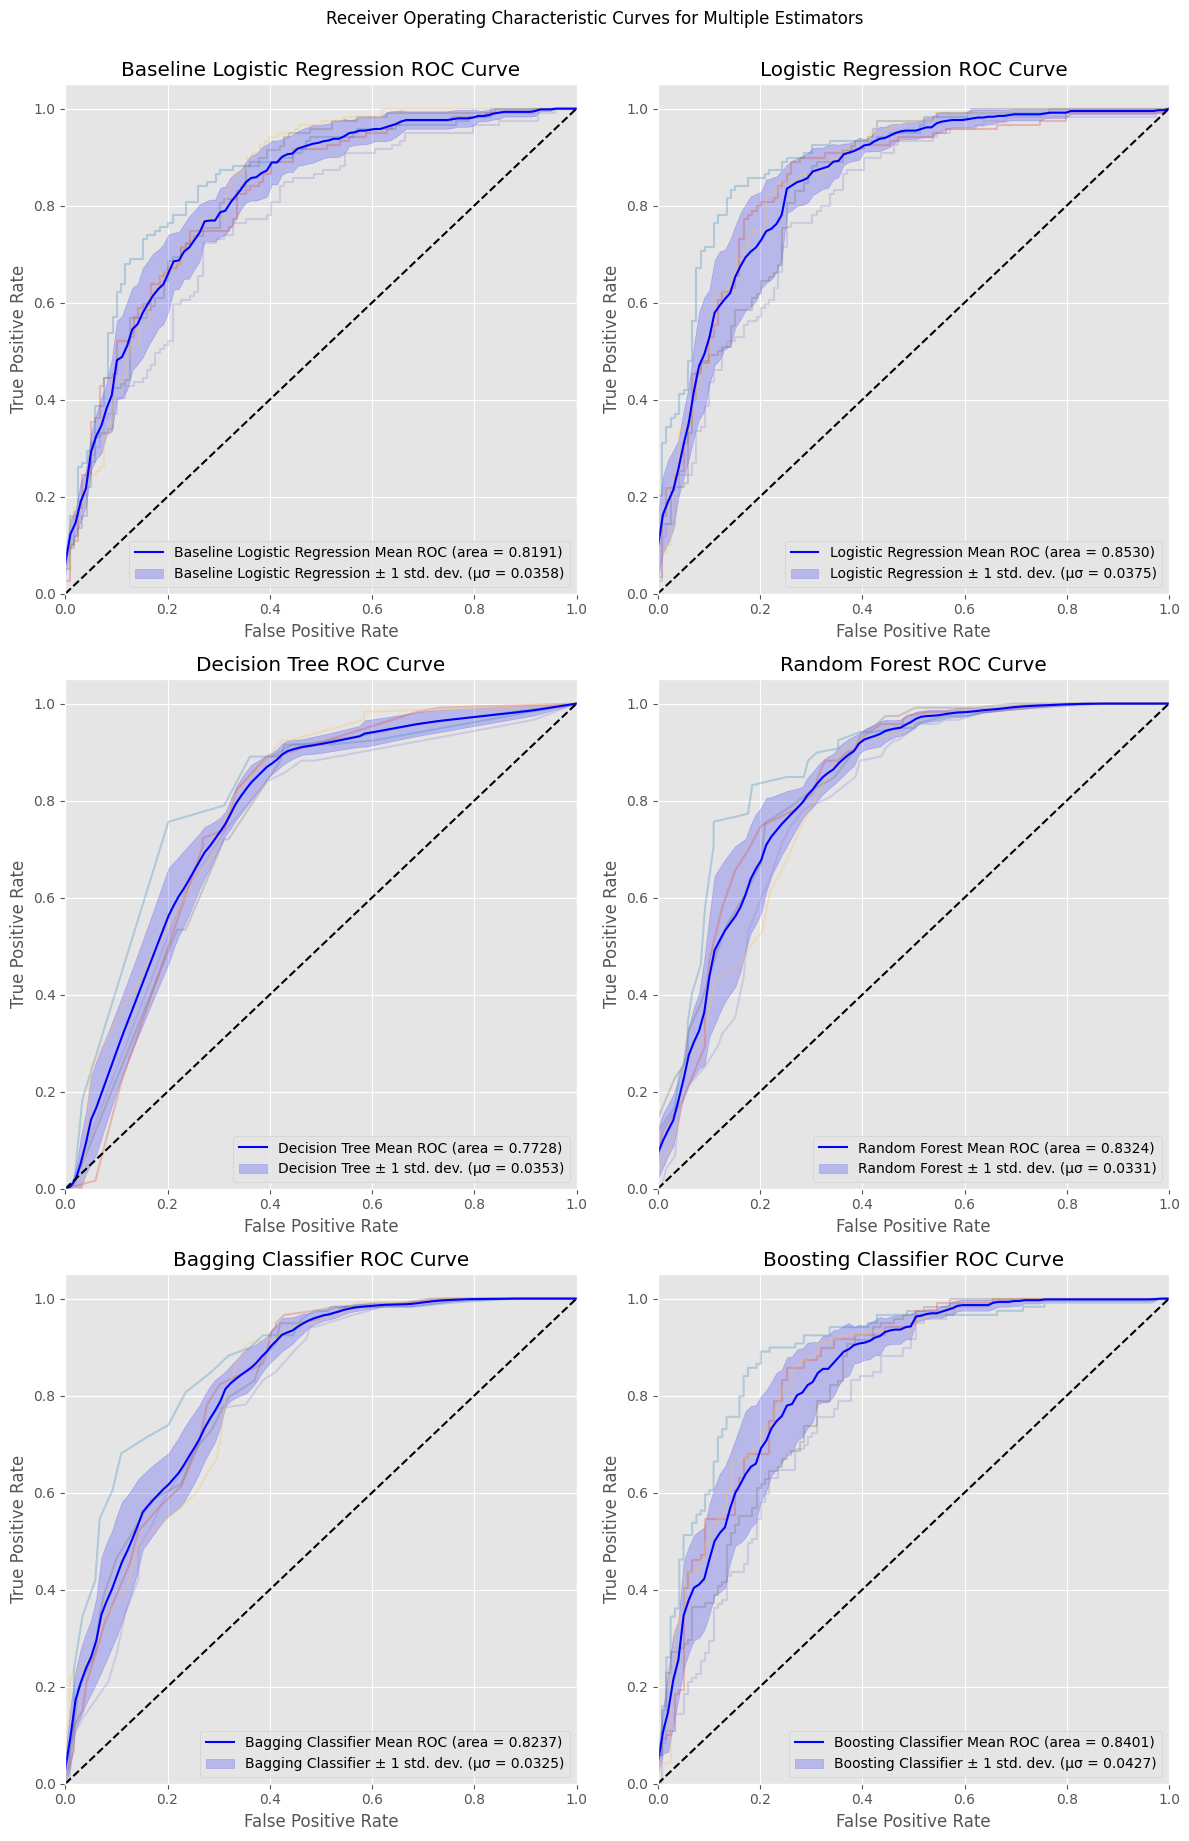 Receiver Operating Characteristic Curves for Multiple Estimators
Baseline Logistic Regression ROC Curve
True Positive Rate
1.0
0.8
0.6
0.4
0.2
0.0
Baseline Logistic Regression Mean ROC (area = 0.8191)
Baseline Logistic Regression ± 1 std. dev. (μσ = 0.0358)
0.0 0.2 0.4 0.6 0.8 1.0
False Positive Rate
Logistic Regression ROC Curve
True Positive Rate
1.0
0.8
0.6
0.4
0.2
0.0
Logistic Regression Mean ROC (area = 0.8530)
Logistic Regression ± 1 std. dev. (μσ = 0.0375)
0.0 0.2 0.4 0.6 0.8 1.0
False Positive Rate
Decision Tree ROC Curve
True Positive Rate
1.0
0.8
0.6
0.4
0.2
0.0
Decision Tree Mean ROC (area = 0.7728)
Decision Tree ± 1 std. dev. (μσ = 0.0353)
0.0 0.2 0.4 0.6 0.8 1.0
False Positive Rate
Random Forest ROC Curve
True Positive Rate
1.0
0.8
0.6
0.4
0.2
0.0
Random Forest Mean ROC (area = 0.8324)
Random Forest ± 1 std. dev. (μσ = 0.0331)
0.0 0.2 0.4 0.6 0.8 1.0
False Positive Rate
Bagging Classifier ROC Curve
True Positive Rate
1.0
0.8
0.6
0.4
0.2
0.0
Bagging Classifier Mean ROC (area = 0.8237)
Bagging Classifier ± 1 std. dev. (μσ = 0.0325)
0.0 0.2 0.4 0.6 0.8 1.0
False Positive Rate
Boosting Classifier ROC Curve
True Positive Rate
1.0
0.8
0.6
0.4
0.2
0.0
Boosting Classifier Mean ROC (area = 0.8401)
Boosting Classifier ± 1 std. dev. (μσ = 0.0427)
0.0 0.2 0.4 0.6 0.8 1.0
False Positive Rate